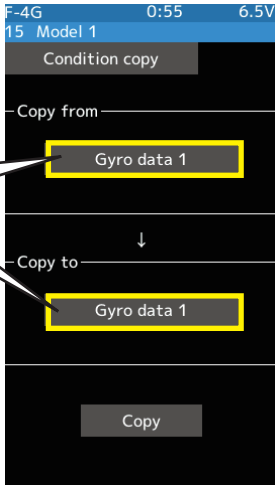 F-4G 0:55 6.5V
15 Model 1
Condition copy
Copy from
Gyro data 1
↓
Copy to
Gyro data 1
Copy